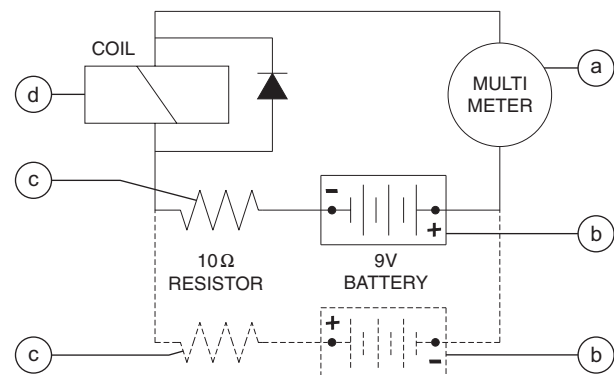 COIL
a
d
MULTI
METER
c
-
+
b
10Ω
RESISTOR
9V
BATTERY
+
-
c
b